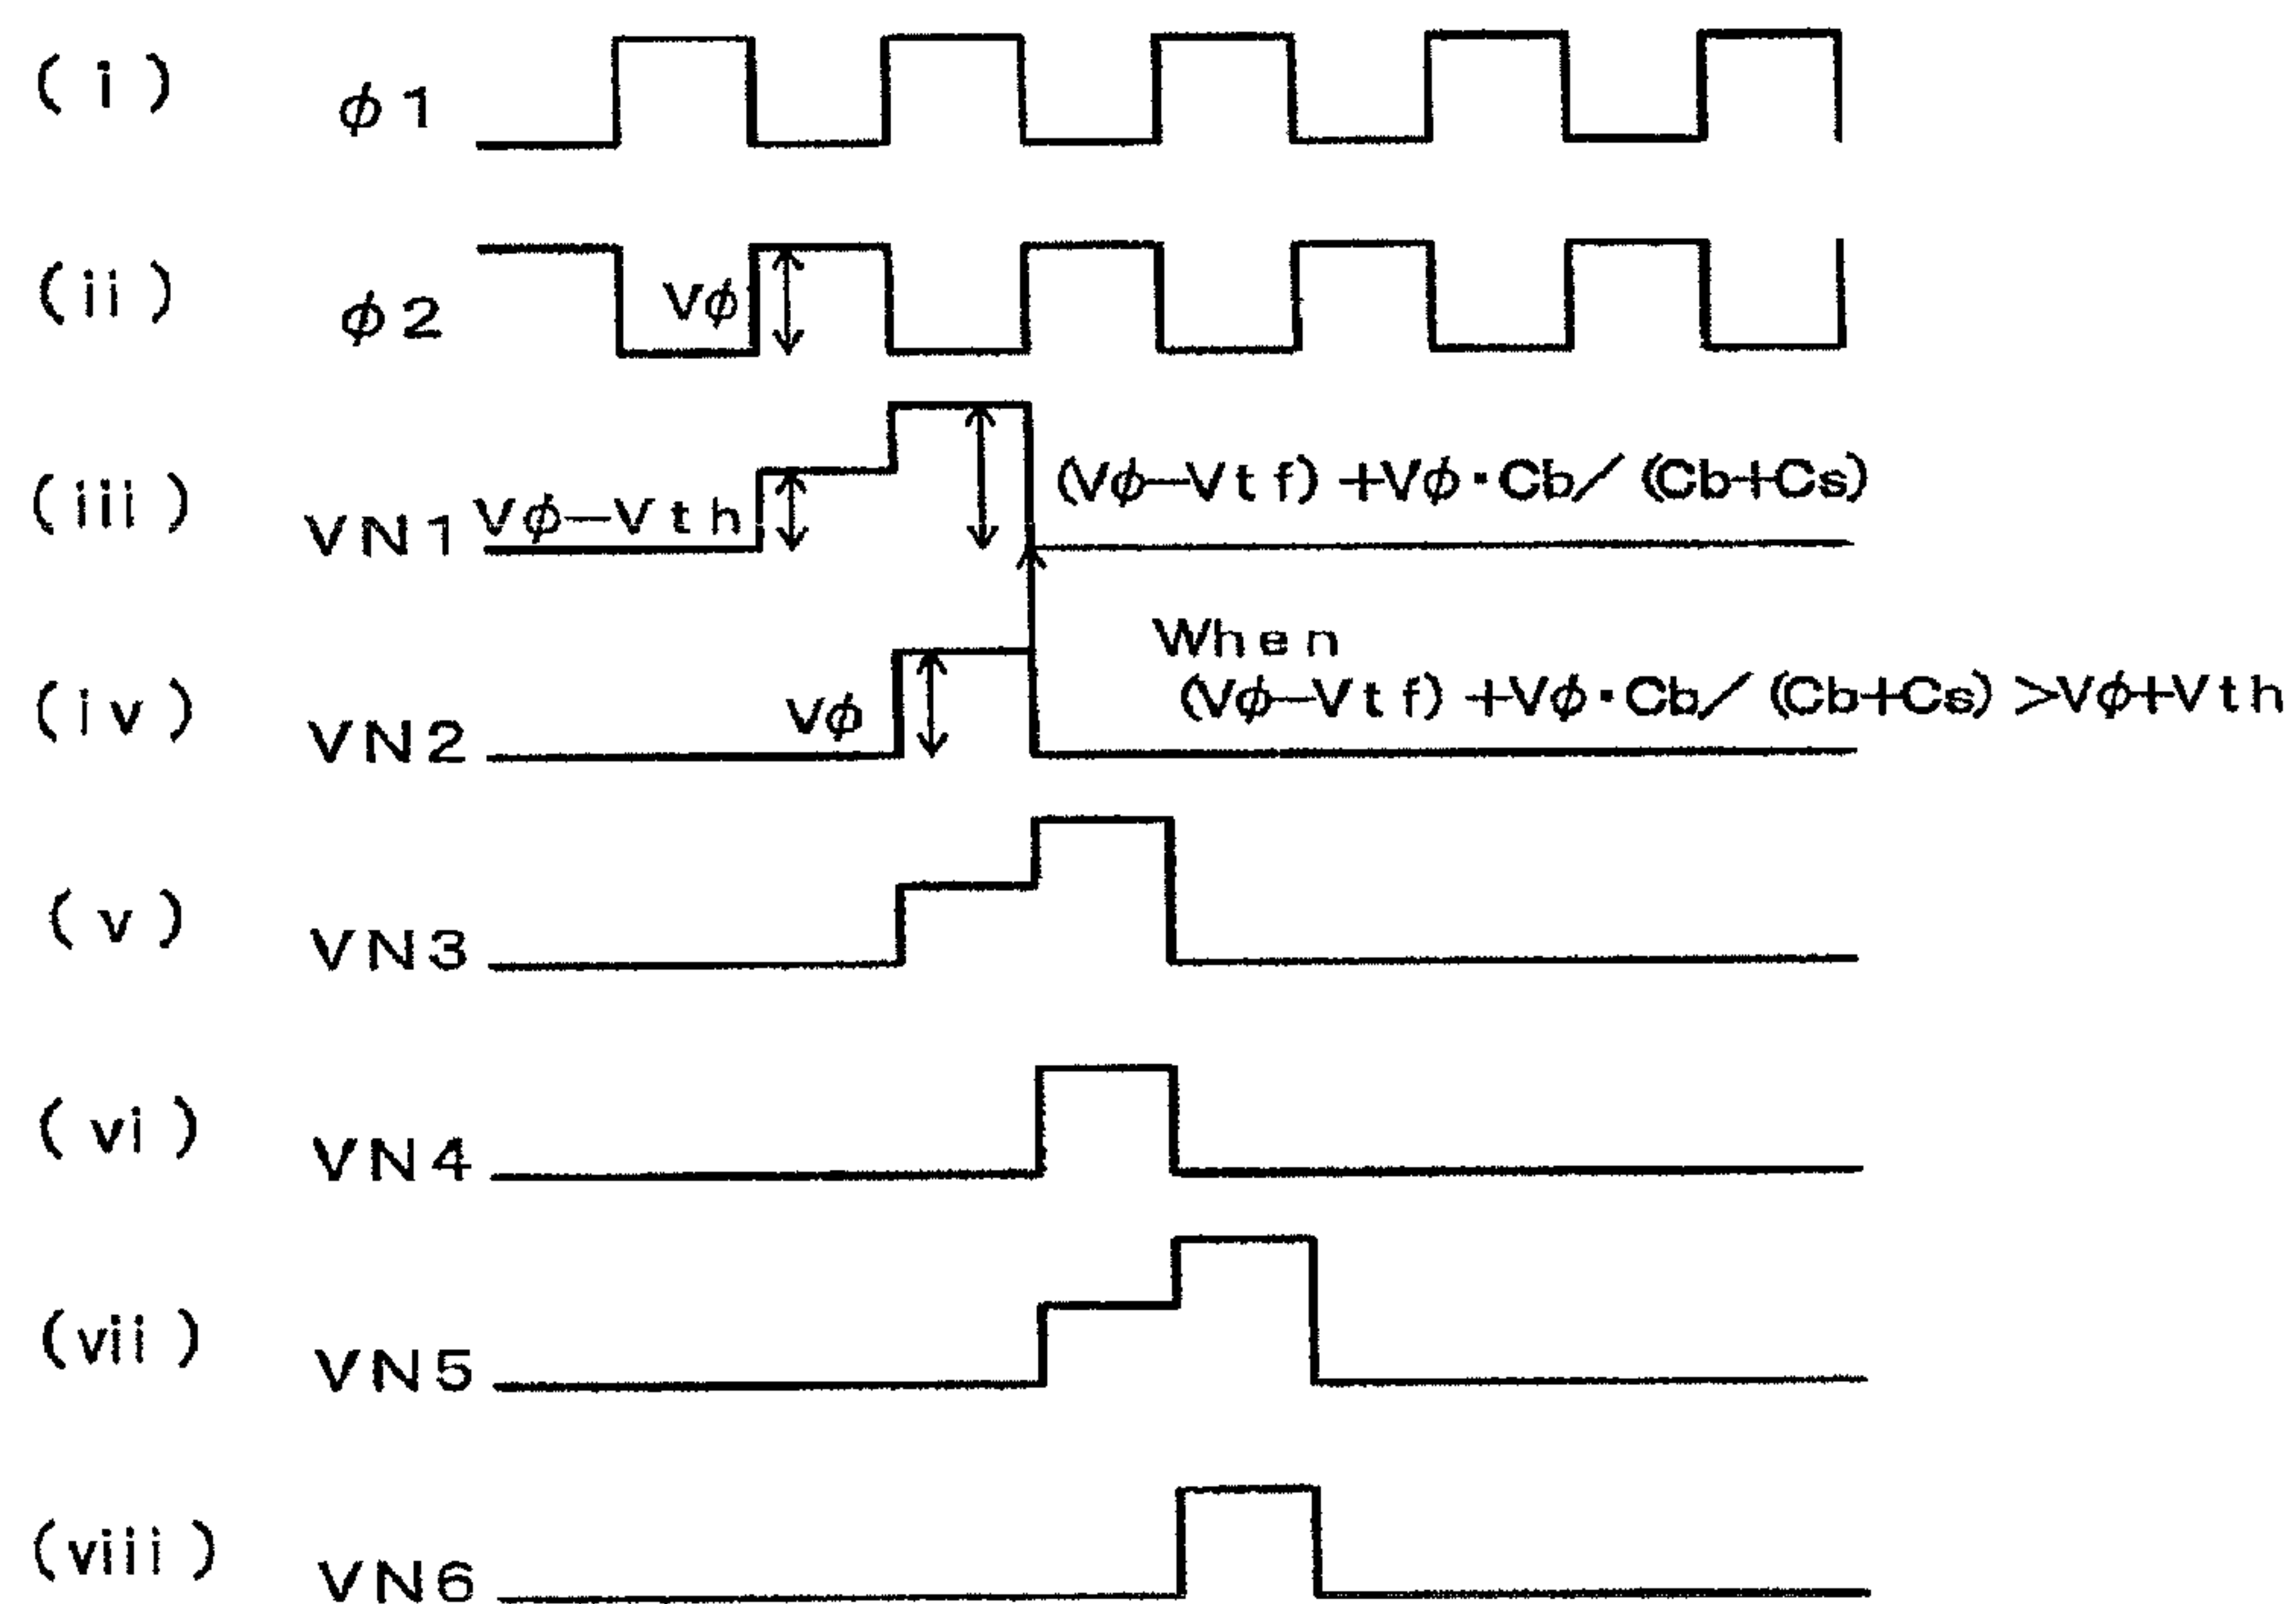 (i) φ1
(ii) φ2
Vφ
(iii) VN1
Vφ−Vth
(Vφ−Vtf)+Vφ·Cb/(Cb+Cs)
(iv) VN2
Vφ
When
(Vφ−Vtf)+Vφ·Cb/(Cb+Cs)>Vφ+Vth
(v) VN3
(vi) VN4
(vii) VN5
(viii) VN6